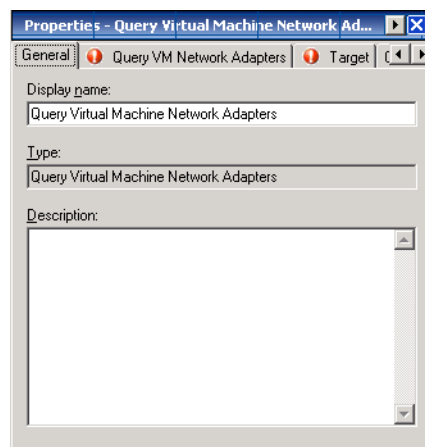 Properties - Query Virtual Machine Network Ad...
General Query VM Network Adapters Target
Display name:
Query Virtual Machine Network Adapters
Type:
Query Virtual Machine Network Adapters
Description: